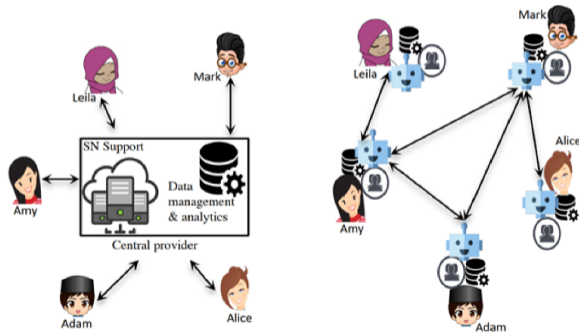 Leila
Mark
SN Support
Data
management
& analytics
Central provider
Amy
Adam
Alice
Mark
Leila
Alice
Amy
Adam